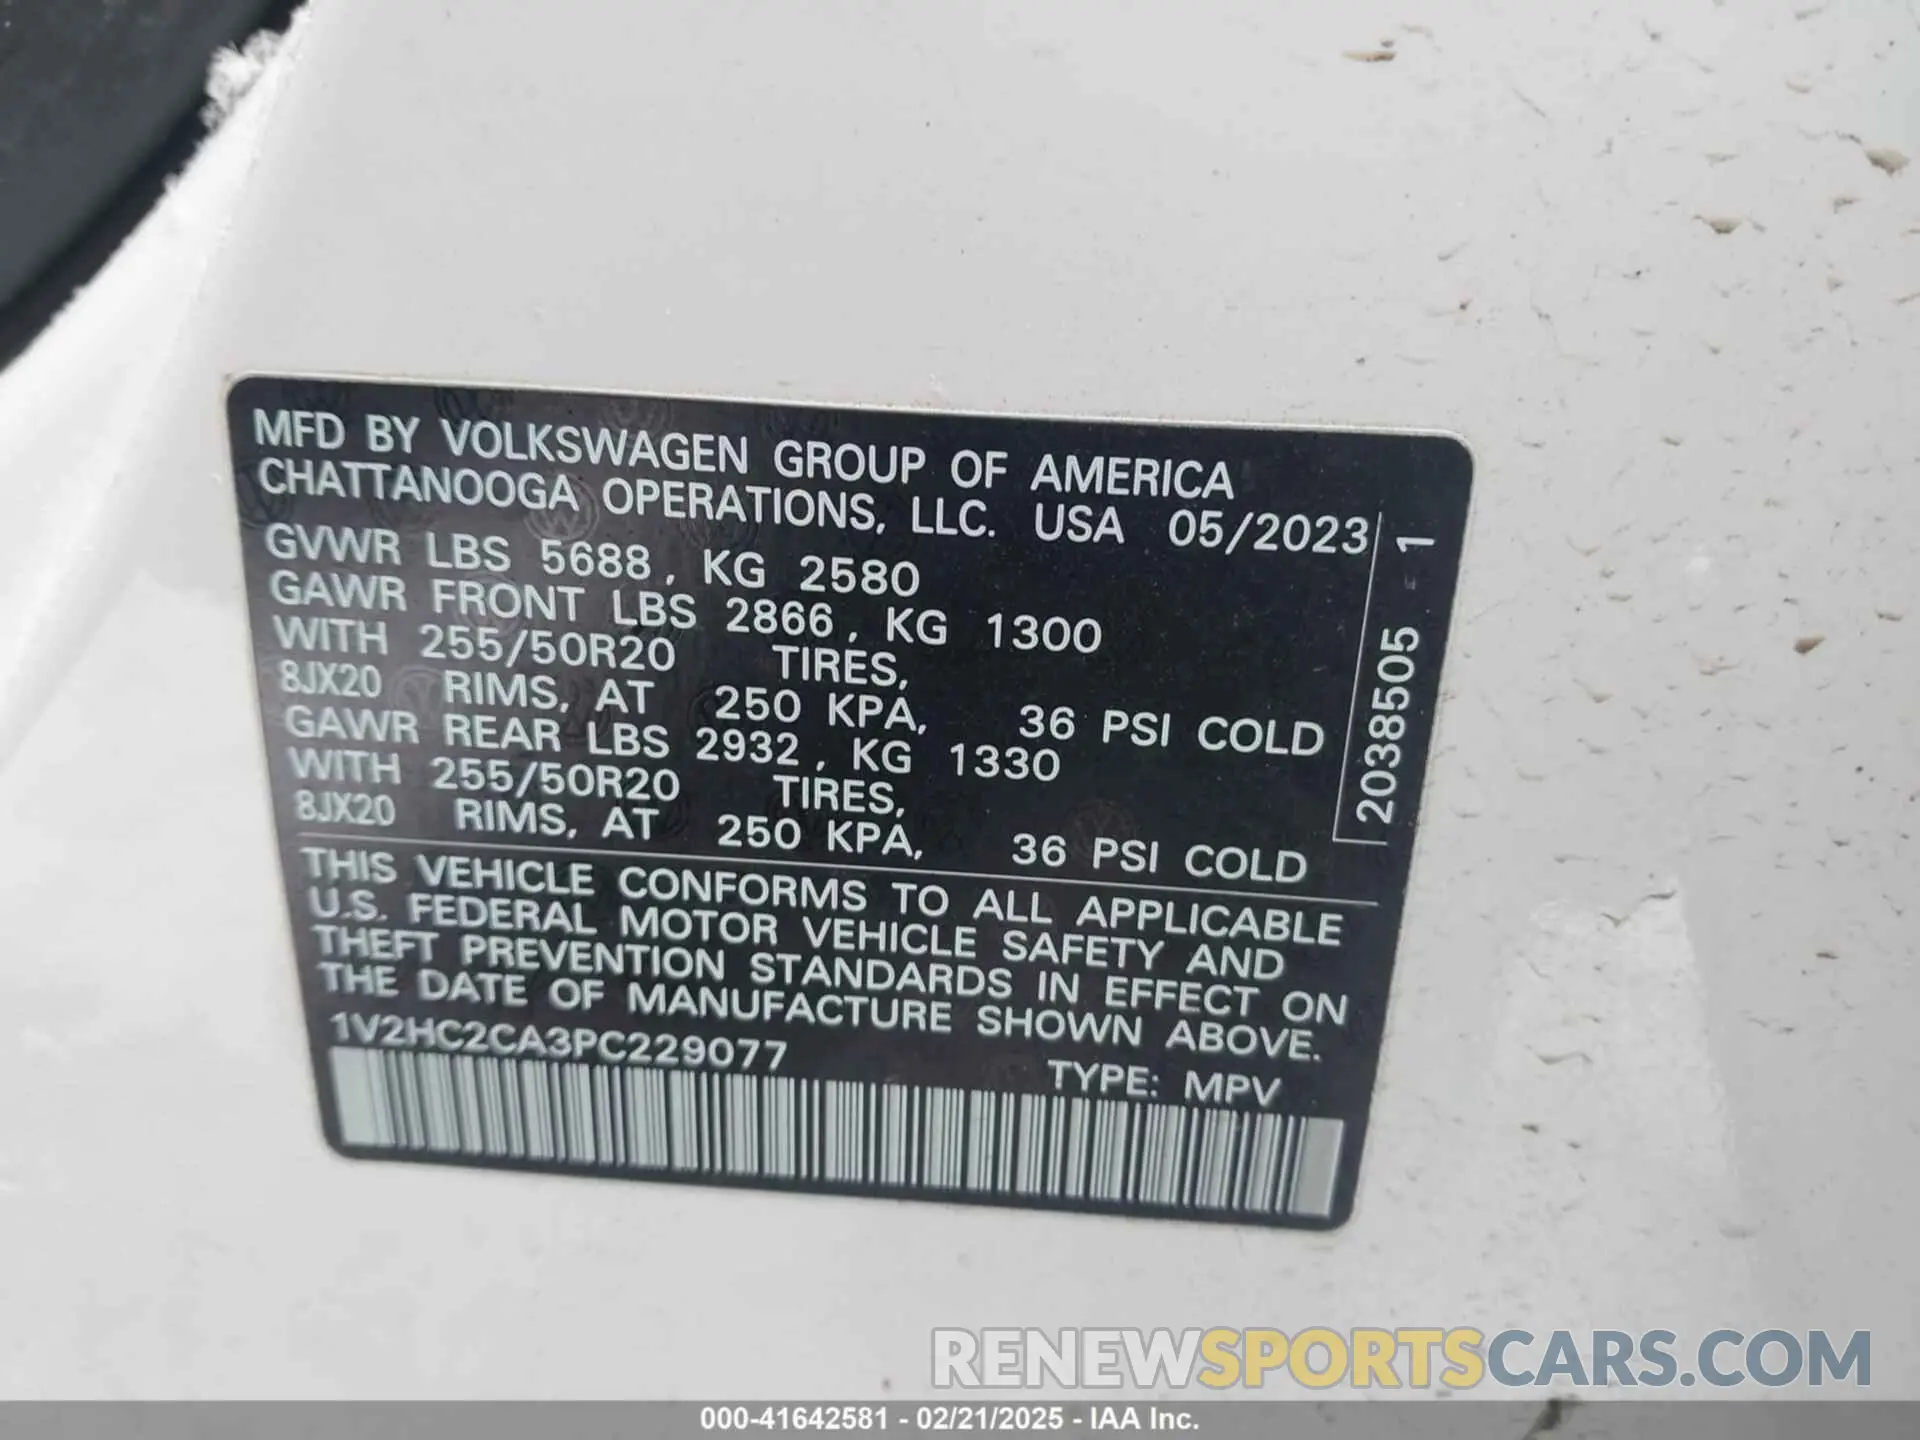 MFD BY VOLKSWAGEN GROUP OF AMERICA
CHATTANOOGA OPERATIONS, LLC. USA 05/2023
GVWR LBS 5688, KG 2580
GAWR FRONT LBS 2866, KG 1300
WITH 255/50R20 TIRES,
8JX20 RIMS, AT 250 KPA, 36 PSI COLD
GAWR REAR LBS 2932, KG 1330
WITH 255/50R20 TIRES,
8JX20 RIMS, AT 250 KPA, 36 PSI COLD
2038505 - 1
THIS VEHICLE CONFORMS TO ALL APPLICABLE
U.S. FEDERAL MOTOR VEHICLE SAFETY AND
THEFT PREVENTION STANDARDS IN EFFECT ON
THE DATE OF MANUFACTURE SHOWN ABOVE.
1V2HC2CA3PC229077
TYPE: MPV
RENEWSPORTSCARS.COM
000-41642581 - 02/21/2025 - IAA Inc.